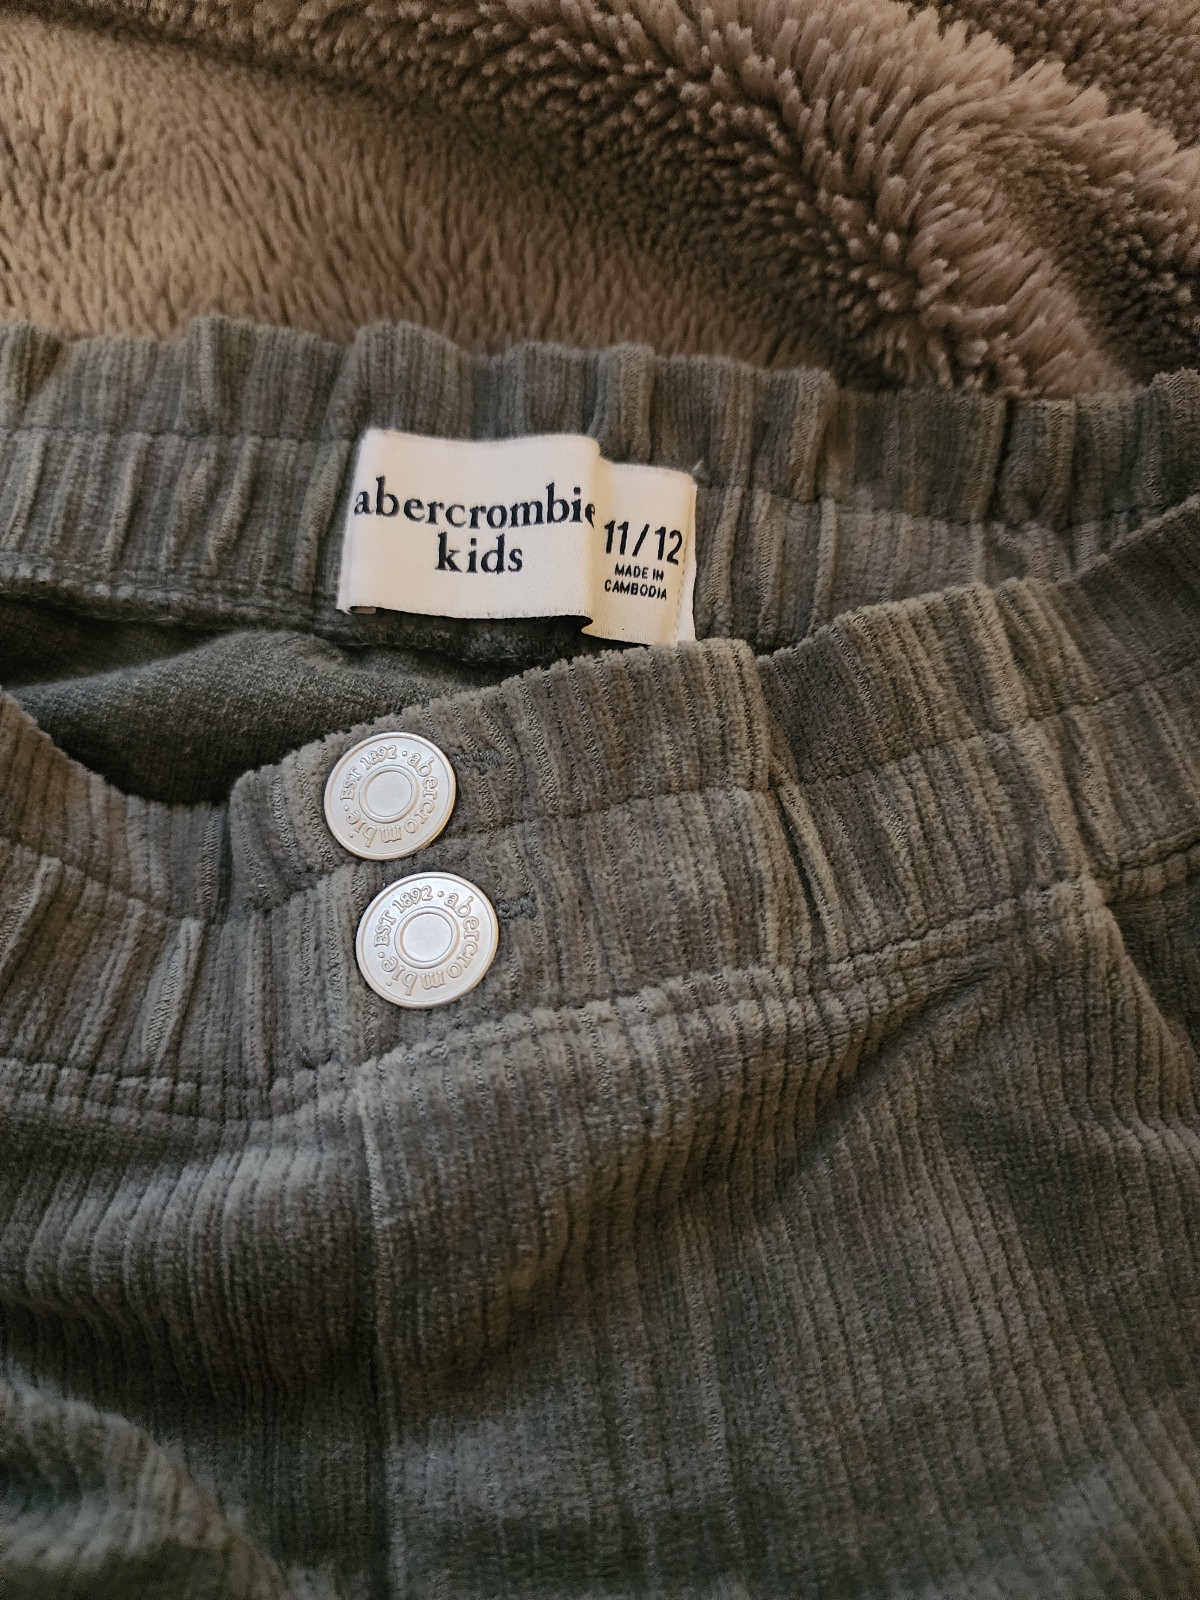 abercrombie
kids
11/12
MADE IN
CAMBODIA
EST 1892 · abercrombie ·
EST 1892 · abercrombie ·